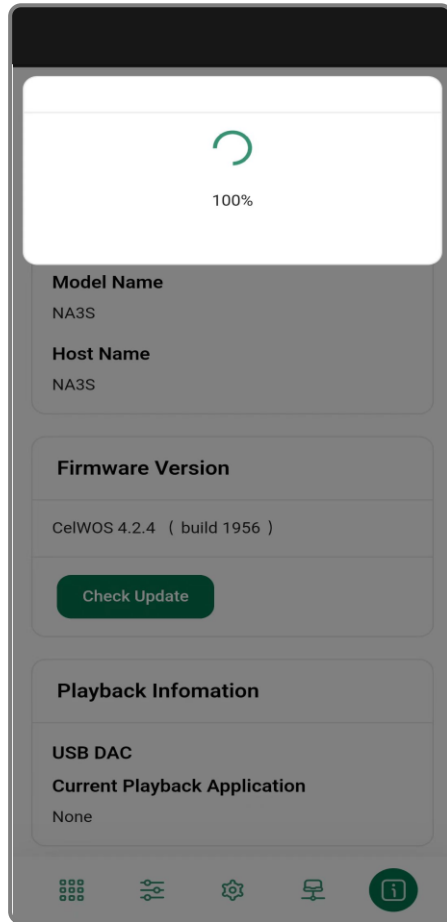 100%
Model Name
NA3S
Host Name
NA3S
Firmware Version
CelWOS 4.2.4 ( build 1956 )
Check Update
Playback Infomation
USB DAC
Current Playback Application
None